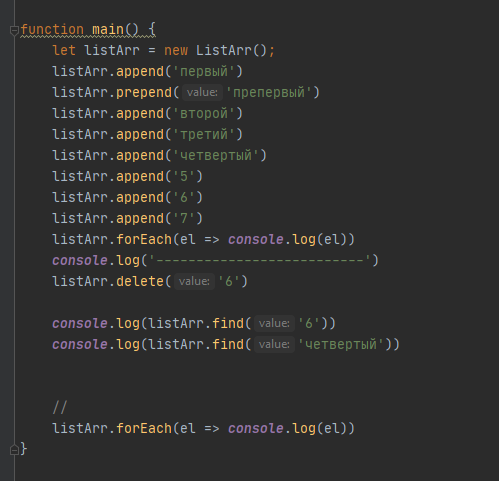 function main() {
    let listArr = new ListArr();
    listArr.append('первый')
    listArr.prepend( value: 'препервый')
    listArr.append('второй')
    listArr.append('третий')
    listArr.append('четвертый')
    listArr.append('5')
    listArr.append('6')
    listArr.append('7')
    listArr.forEach(el => console.log(el))
    console.log('--------------------------')
    listArr.delete( value: '6')
    console.log(listArr.find( value: '6'))
    console.log(listArr.find( value: 'четвертый'))
    //
    listArr.forEach(el => console.log(el))
}